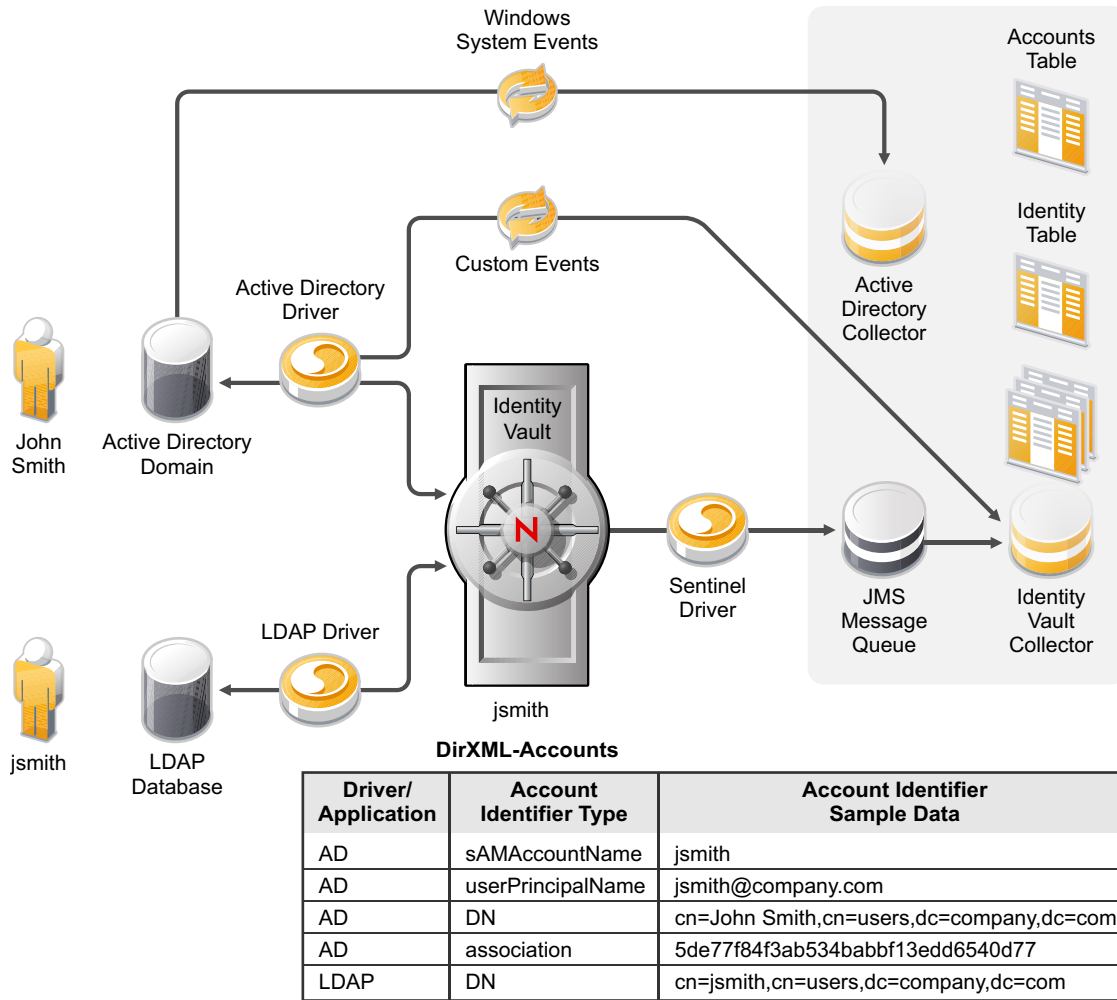 Windows
System Events
Accounts
Table
Custom Events
Identity
Table
Active Directory
Driver
Active
Directory
Collector
John
Smith
Active Directory
Domain
Identity
Vault
N
Sentinel
Driver
JMS
Message
Queue
Identity
Vault
Collector
LDAP Driver
jsmith
LDAP
Database
jsmith
DirXML-Accounts
Driver/
Application
Account
Identifier Type
Account Identifier
Sample Data
AD sAMAccountName jsmith
AD userPrincipalName jsmith@company.com
AD DN cn=John Smith,cn=users,dc=company,dc=com
AD association 5de77f84f3ab534babbf13edd6540d77
LDAP DN cn=jsmith,cn=users,dc=company,dc=com